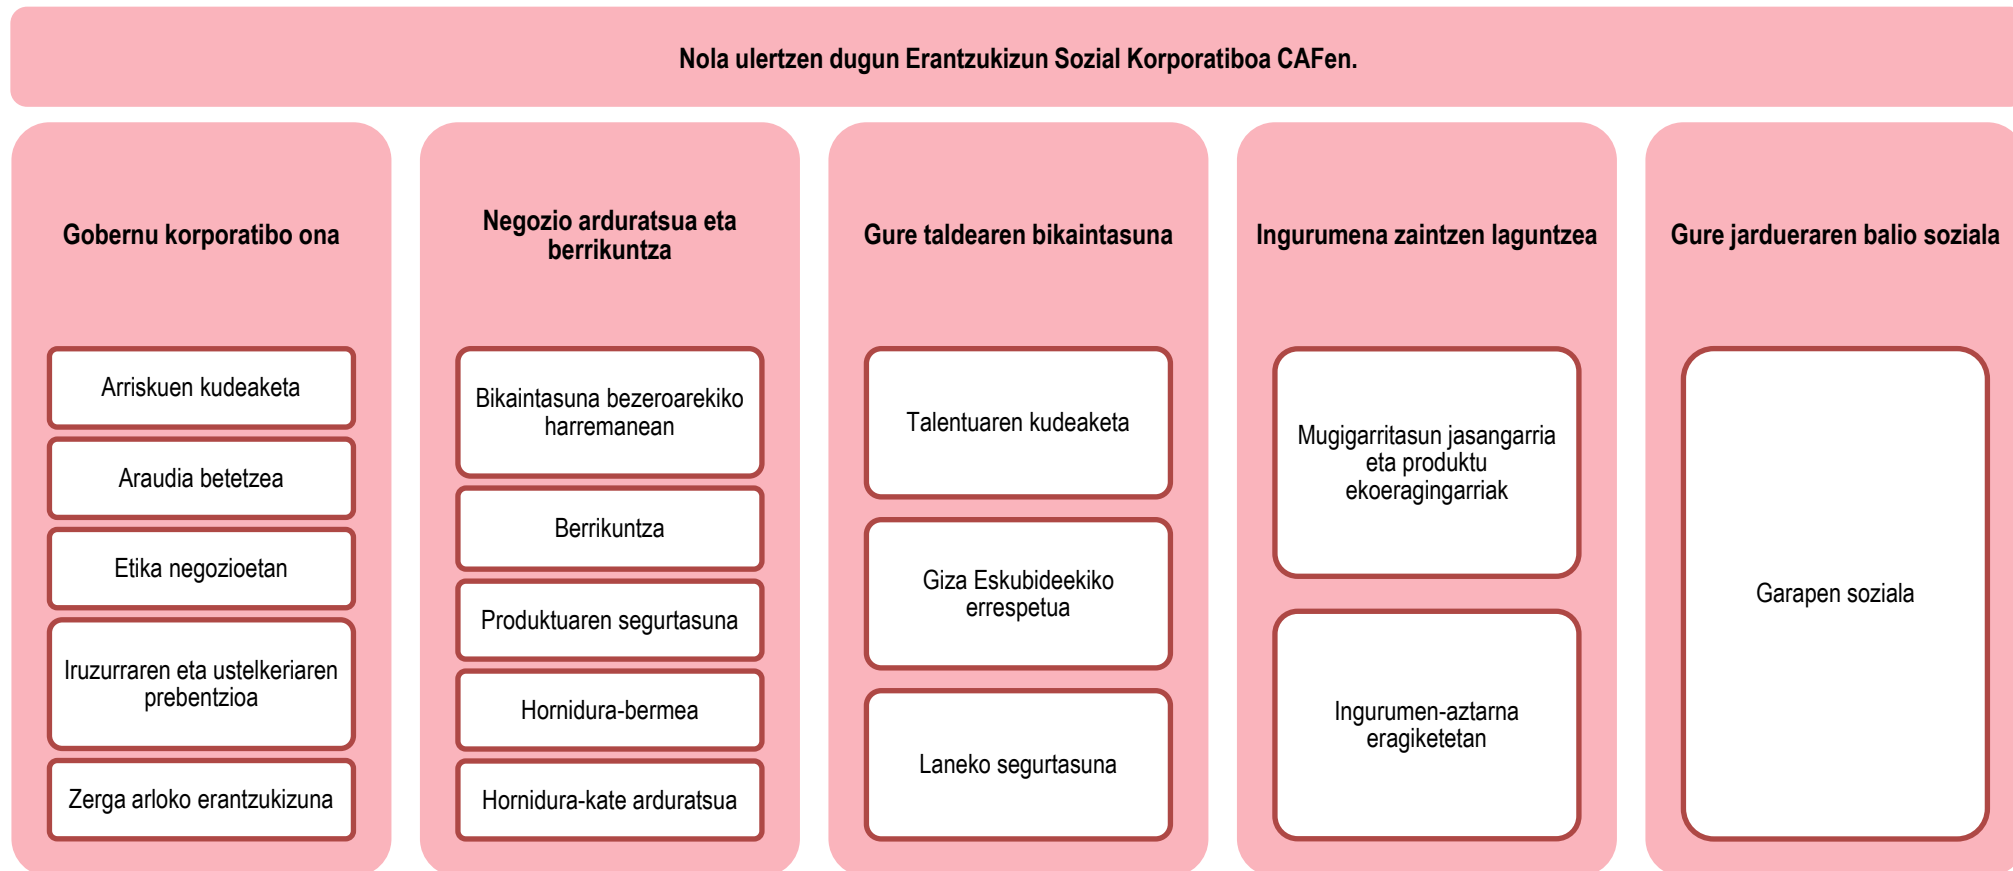 Nola ulertzen dugun Erantzukizun Sozial Korporatiboa CAFen.
Gobernu korporatibo ona
Arriskuen kudeaketa
Araudia betetzea
Etika negozioetan
Iruzurraren eta ustelkeriaren
prebentzioa
Zerga arloko erantzukizuna
Negozio arduratsua eta
berrikuntza
Bikaintasuna bezeroarekiko
harremanean
Berrikuntza
Produktuaren segurtasuna
Hornidura-bermea
Hornidura-kate arduratsua
Gure taldearen bikaintasuna
Talentuaren kudeaketa
Giza Eskubideekiko
errespetua
Laneko segurtasuna
Ingurumena zaintzen laguntzea
Mugigarritasun jasangarria
eta produktu
ekoeragingarriak
Ingurumen-aztarna
eragiketetan
Gure jardueraren balio soziala
Garapen soziala